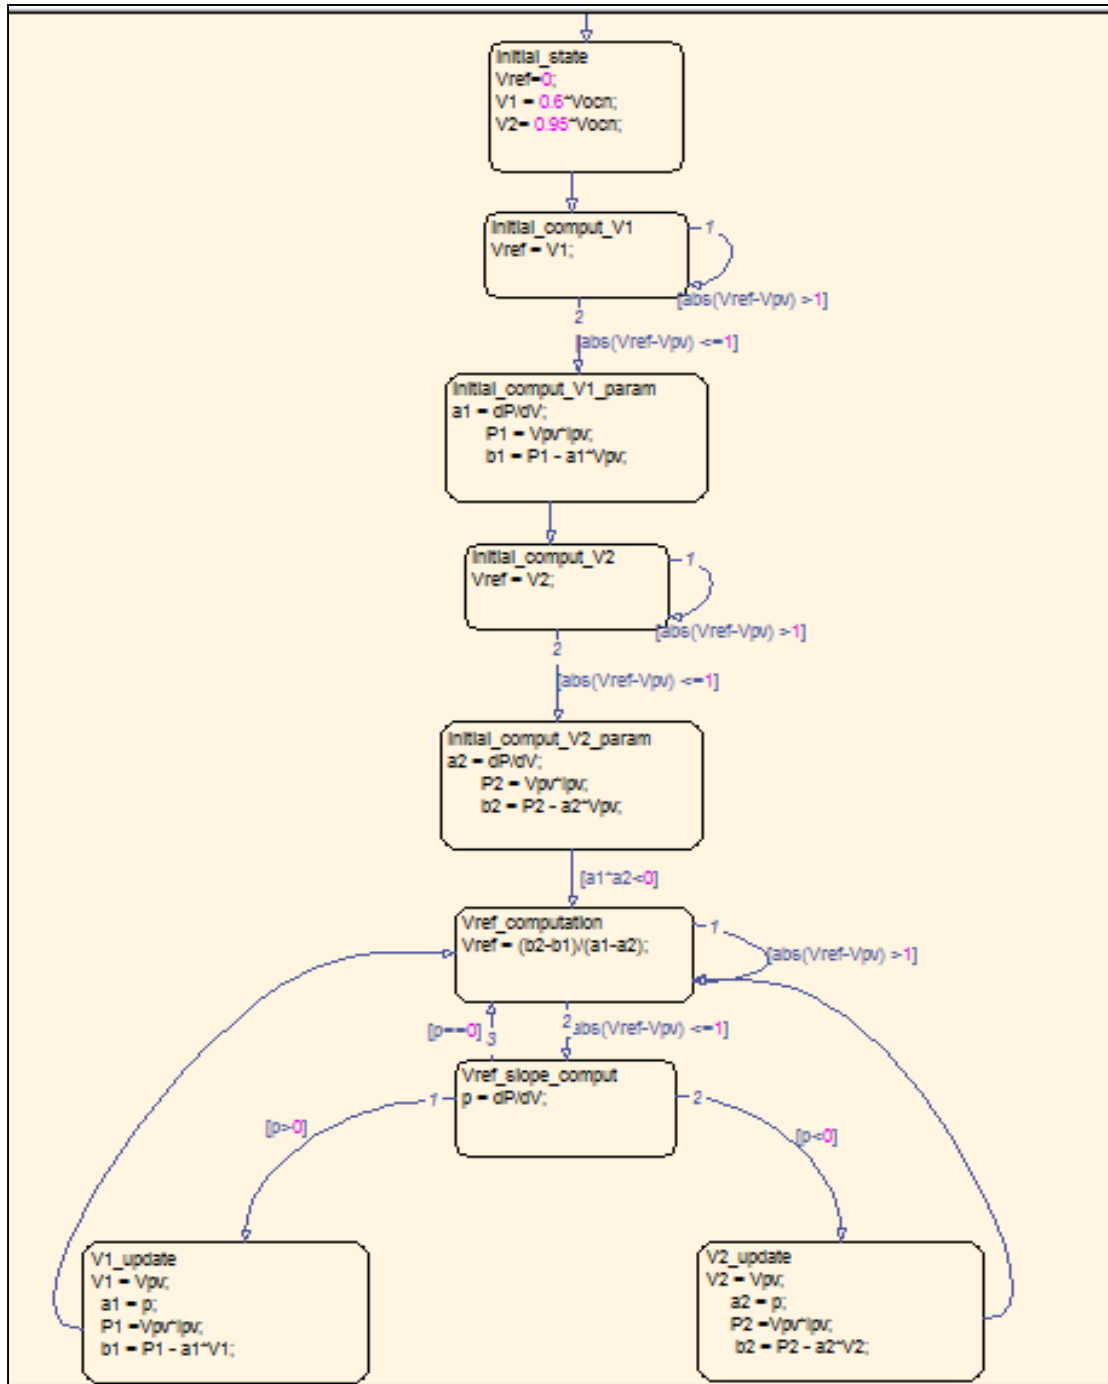 Initial_state
Vref=0;
V1 = 0.6*Vocn;
V2= 0.95*Vocn;
Initial_comput_V1
Vref = V1;
1
[abs(Vref-Vpv) >1]
2
[abs(Vref-Vpv) <=1]
Initial_comput_V1_param
a1 = dP/dV;
P1 = Vpv*Ipv;
b1 = P1 - a1*Vpv;
Initial_comput_V2
Vref = V2;
1
[abs(Vref-Vpv) >1]
2
[abs(Vref-Vpv) <=1]
Initial_comput_V2_param
a2 = dP/dV;
P2 = Vpv*Ipv;
b2 = P2 - a2*Vpv;
[a1*a2<0]
Vref_computation
Vref = (b2-b1)/(a1-a2);
1
[abs(Vref-Vpv) >1]
[p==0]
3
2
[abs(Vref-Vpv) <=1]
Vref_slope_comput
p = dP/dV;
1
2
[p>0]
[p<0]
V1_update
V1 = Vpv;
a1 = p;
P1 =Vpv*Ipv;
b1 = P1 - a1*V1;
V2_update
V2 = Vpv;
a2 = p;
P2 =Vpv*Ipv;
b2 = P2 - a2*V2;